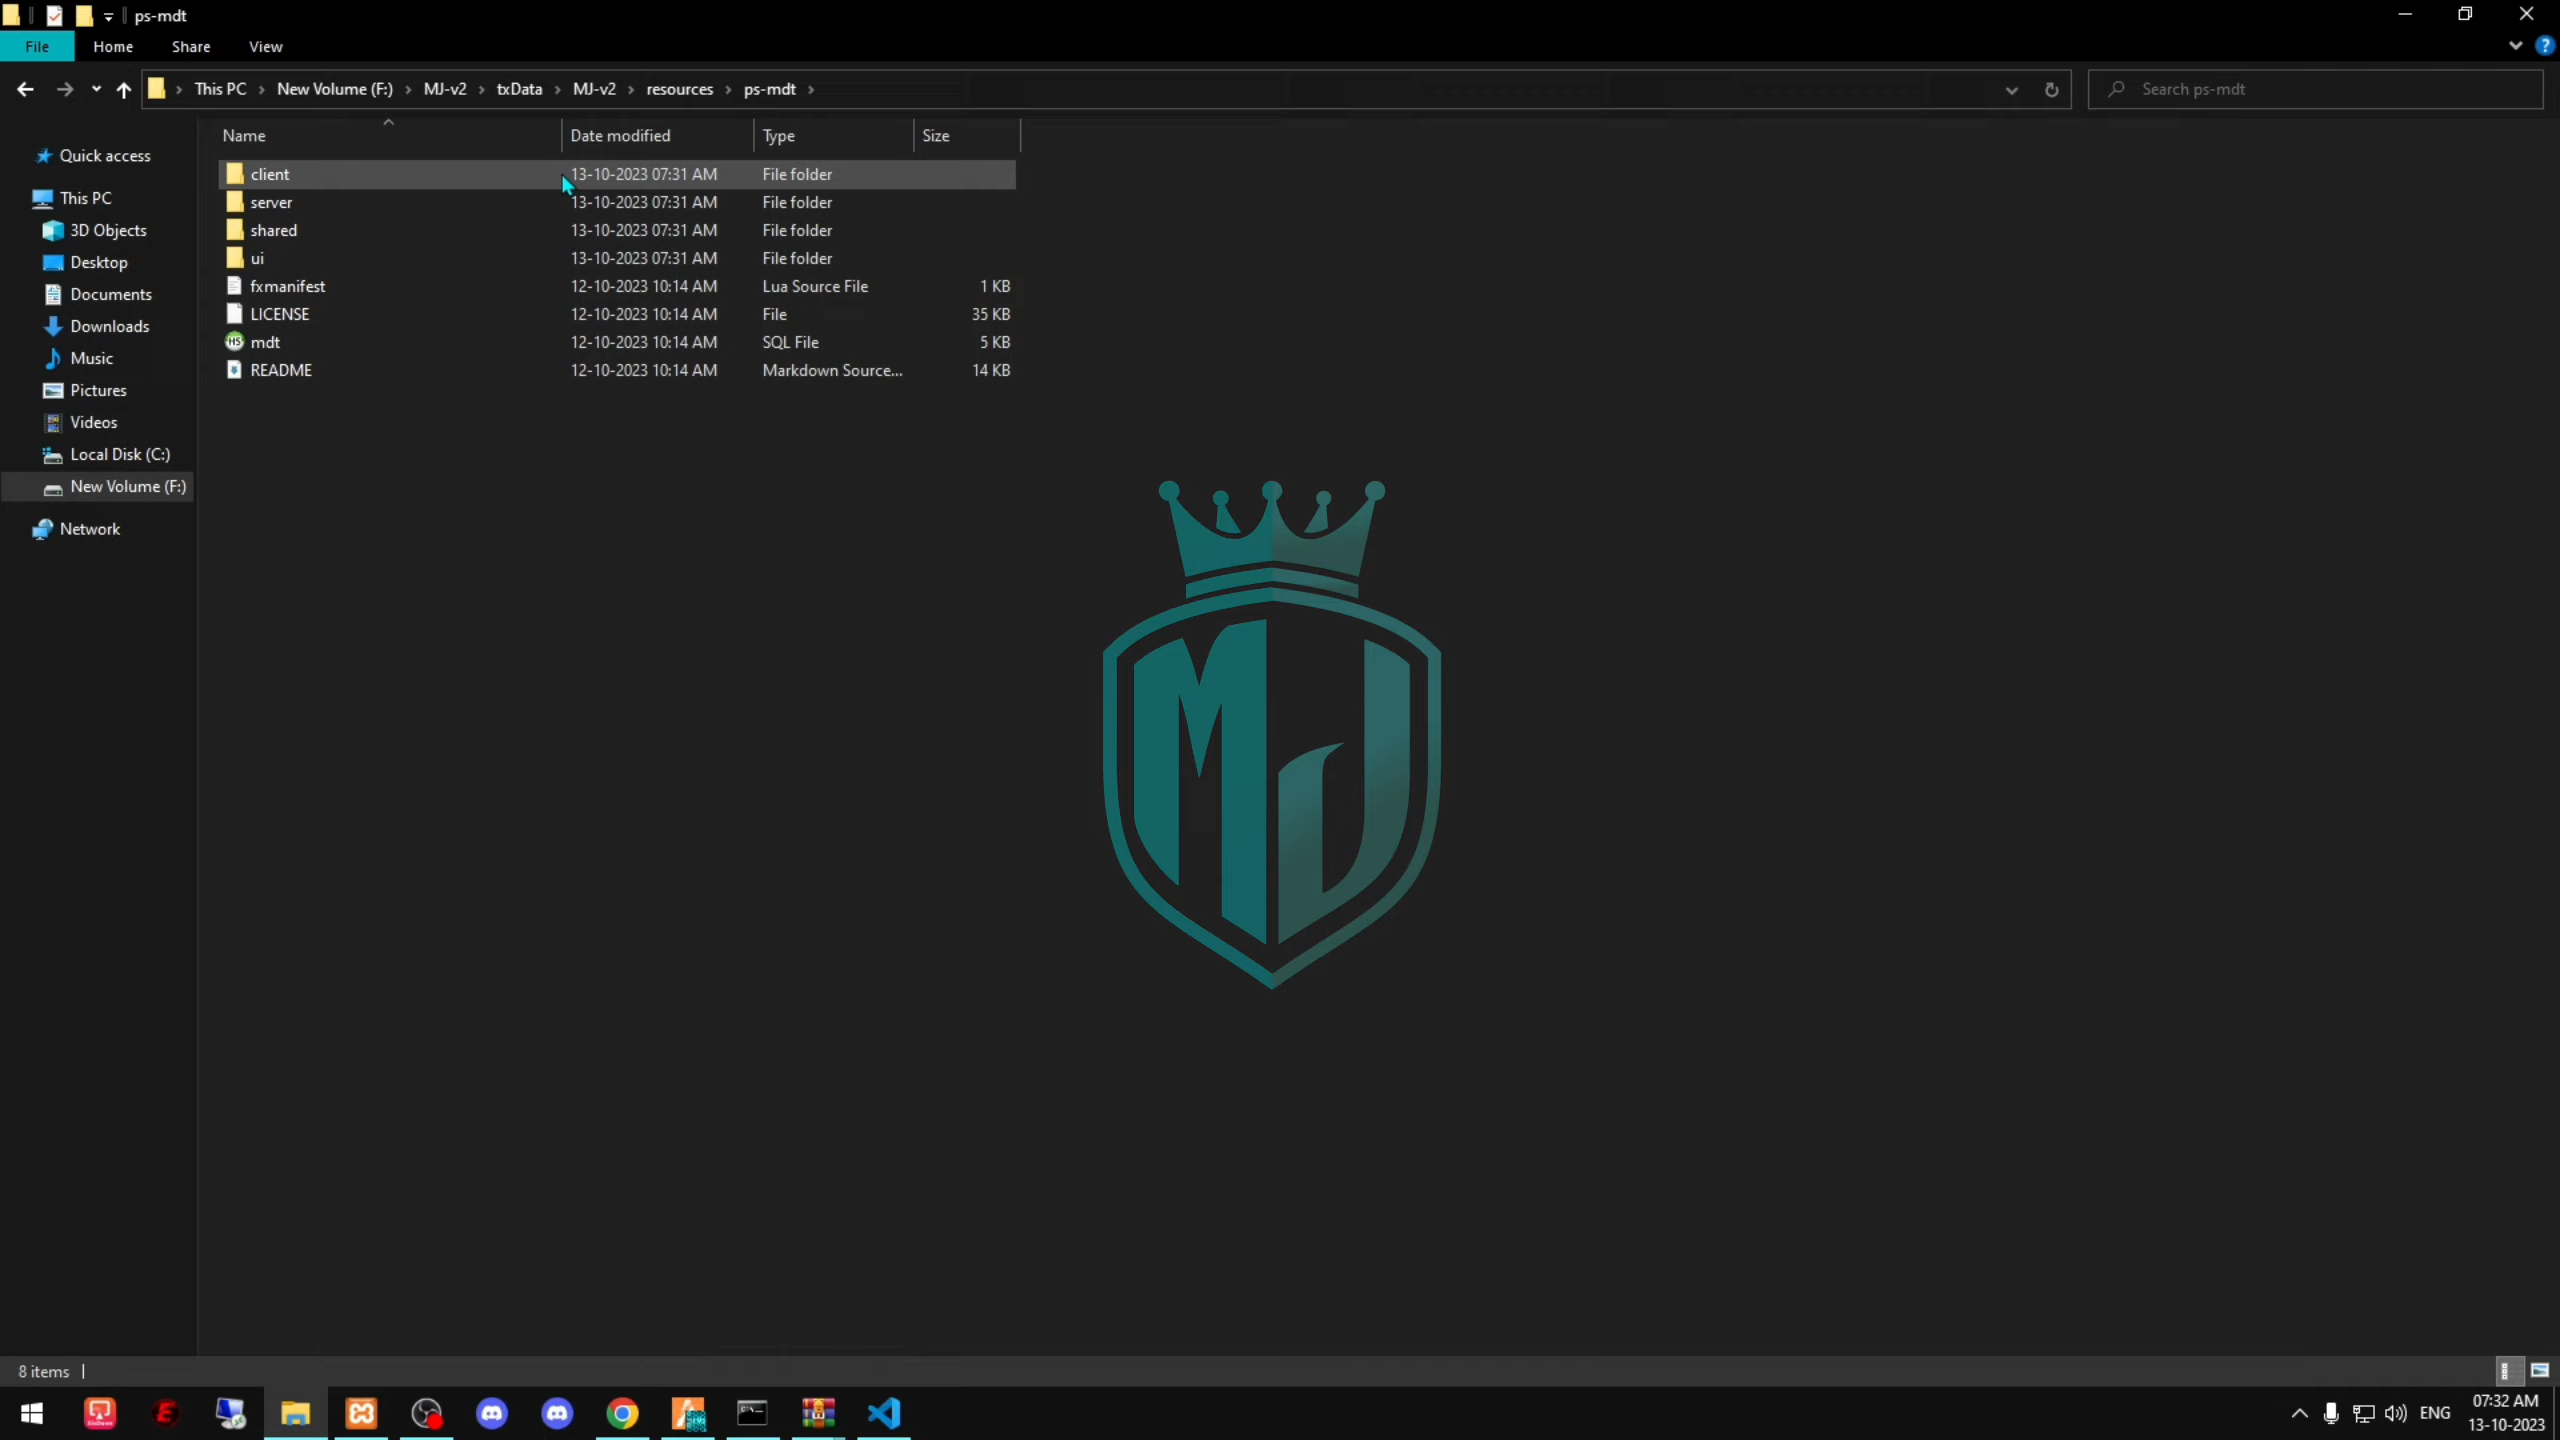 ps-mdt
File Home Share View
This PC New Volume (F:) MJ-v2 txData MJ-v2 resources ps-mdt
Search ps-mdt
Name Date modified Type Size
Quick access
This PC
3D Objects
Desktop
Documents
Downloads
Music
Pictures
Videos
Local Disk (C:)
New Volume (F:)
Network
client 13-10-2023 07:31 AM File folder
server 13-10-2023 07:31 AM File folder
shared 13-10-2023 07:31 AM File folder
ui 13-10-2023 07:31 AM File folder
fxmanifest 12-10-2023 10:14 AM Lua Source File 1 KB
LICENSE 12-10-2023 10:14 AM File 35 KB
mdt 12-10-2023 10:14 AM SQL File 5 KB
README 12-10-2023 10:14 AM Markdown Source... 14 KB
MJ
8 items
ENG
07:32 AM
13-10-2023